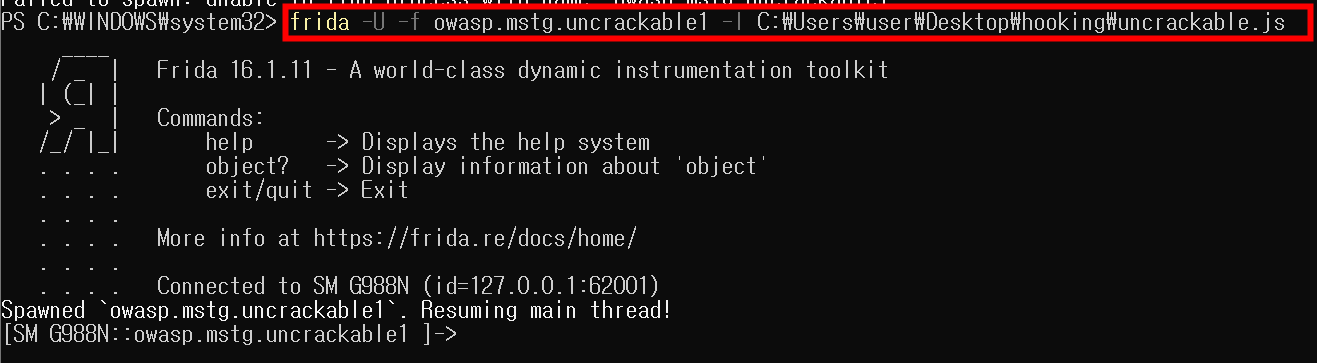 Failed to spawn: unable to find process with name 'owasp.mstg.uncrackable1'
PS C:₩WINDOWS₩system32> frida -U -f owasp.mstg.uncrackable1 -l C:₩Users₩user₩Desktop₩hooking₩uncrackable.js
     ____
    / _  |   Frida 16.1.11 - A world-class dynamic instrumentation toolkit
   | (_| |
    > _  |   Commands:
   /_/ |_|       help      -> Displays the help system
   . . . .       object?   -> Display information about 'object'
   . . . .       exit/quit -> Exit
   . . . .
   . . . .   More info at https://frida.re/docs/home/
   . . . .
   . . . .   Connected to SM G988N (id=127.0.0.1:62001)
Spawned `owasp.mstg.uncrackable1`. Resuming main thread!
[SM G988N::owasp.mstg.uncrackable1 ]->